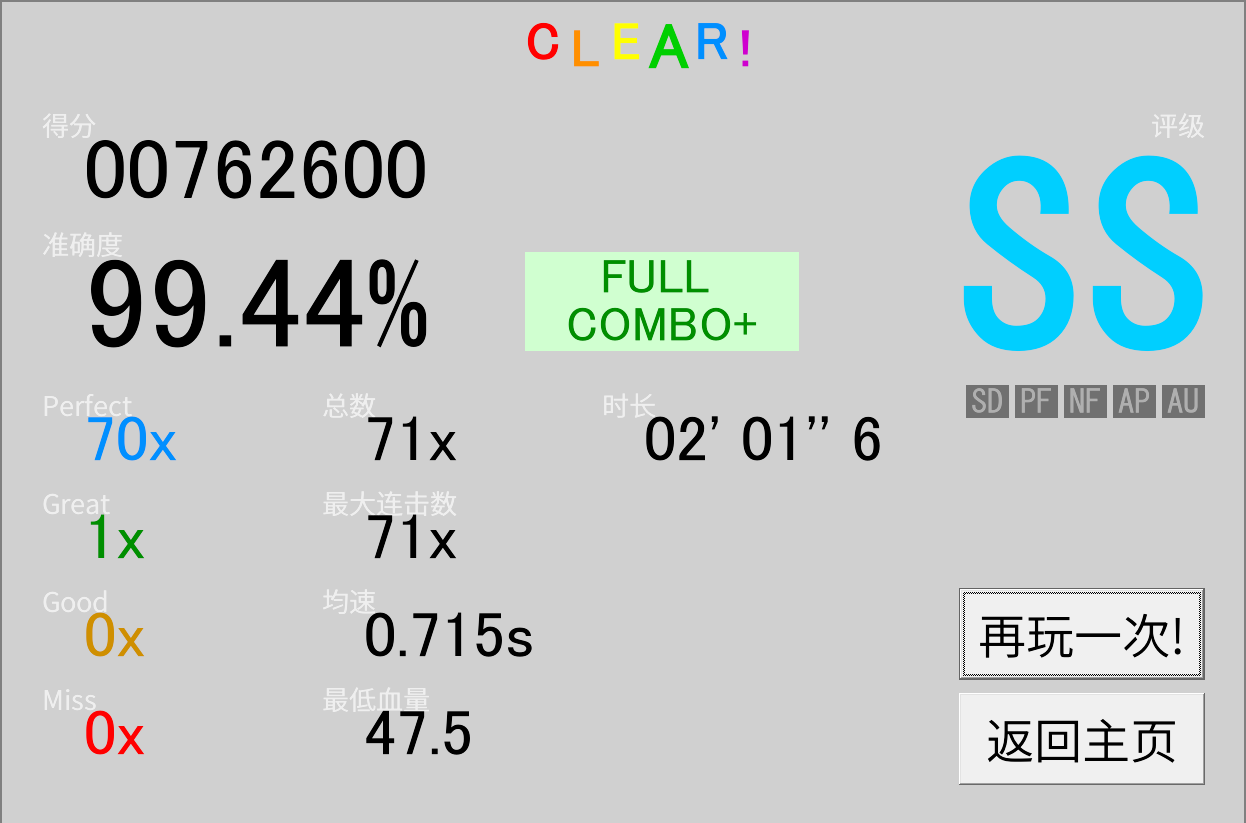 CLEAR!
得分
00762600
评级
SS
准确度
99.44%
FULL
COMBO+
SD PF NF AP AU
Perfect
70x
总数
71x
时长
02' 01'' 6
Great
1x
最大连击数
71x
Good
0x
均速
0.715s
再玩一次!
Miss
0x
最低血量
47.5
返回主页